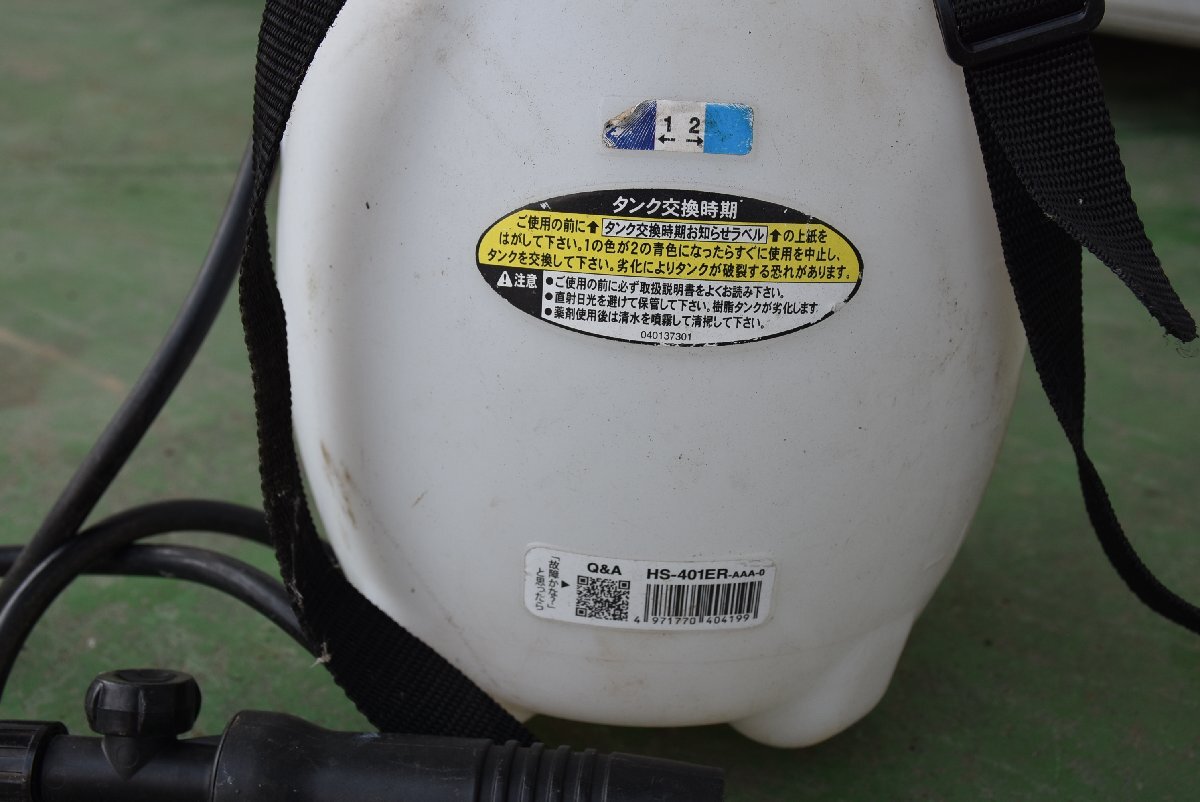 1 2
← →
タンク交換時期
ご使用の前に⬆タンク交換時期お知らせラベル⬆の上紙を
はがして下さい。1の色が2の青色になったらすぐに使用を中止し、
タンクを交換して下さい。劣化によりタンクが破裂する恐れがあります。
⚠注意
●ご使用の前に必ず取扱説明書をよくお読み下さい。
●直射日光を避けて保管して下さい。樹脂タンクが劣化します
●薬剤使用後は清水を噴霧して清掃して下さい。
040137301
「故障かな?」
と思ったら
▶
Q&A
HS-401ER-AAA-0
4 971770 404199